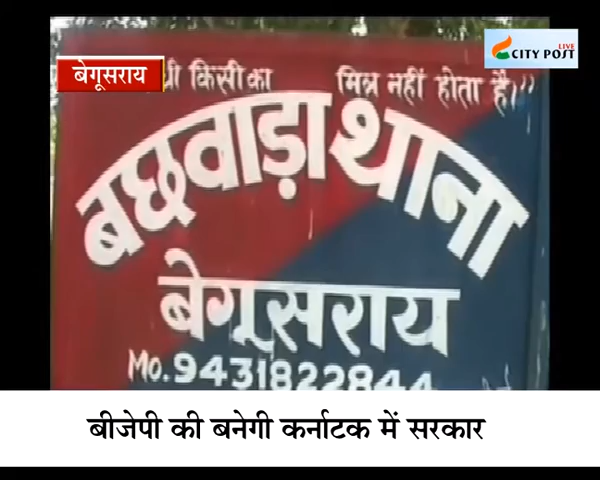 बेगूसराय
LIVE
CITY POST
किसी का मित्र नहीं होता है।”
बछवाड़ा थाना
बेगूसराय
Mo. 9431822844
बीजेपी की बनेगी कर्नाटक में सरकार